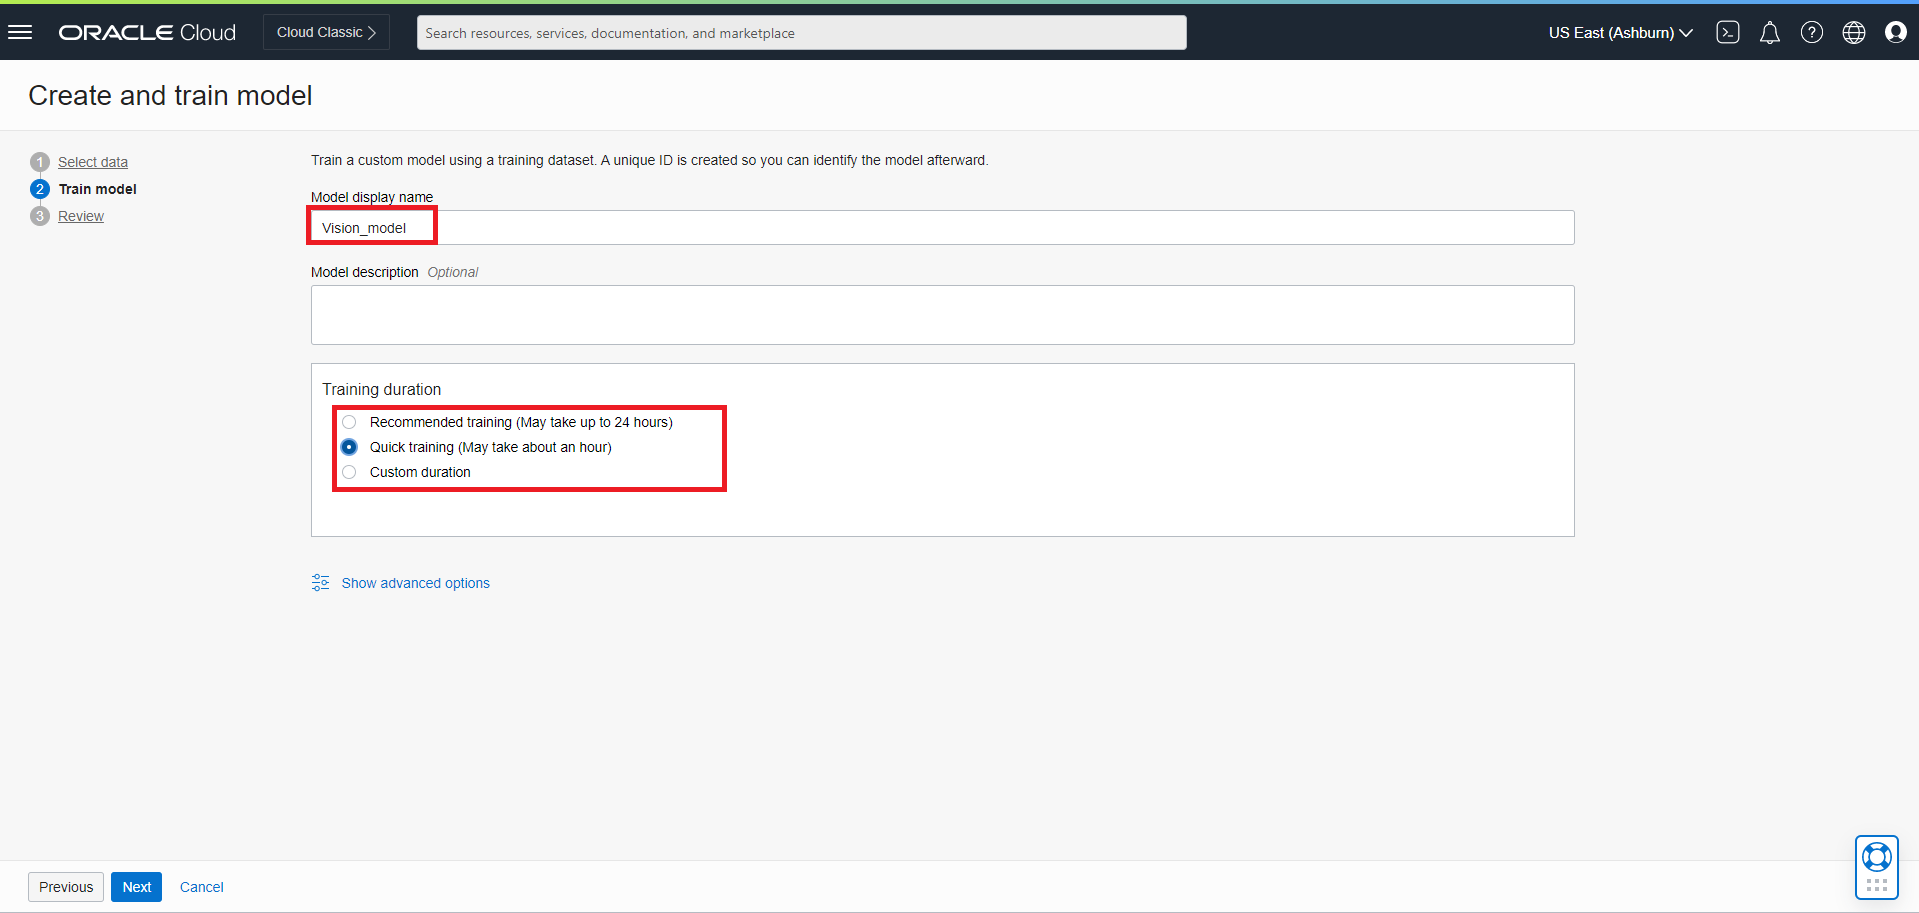 ORACLE Cloud
Cloud Classic
Search resources, services, documentation, and marketplace
US East (Ashburn)
Create and train model
1 Select data
2 Train model
3 Review
Train a custom model using a training dataset. A unique ID is created so you can identify the model afterward.
Model display name
Vision_model
Model description Optional
Training duration
Recommended training (May take up to 24 hours)
Quick training (May take about an hour)
Custom duration
Show advanced options
Previous Next Cancel